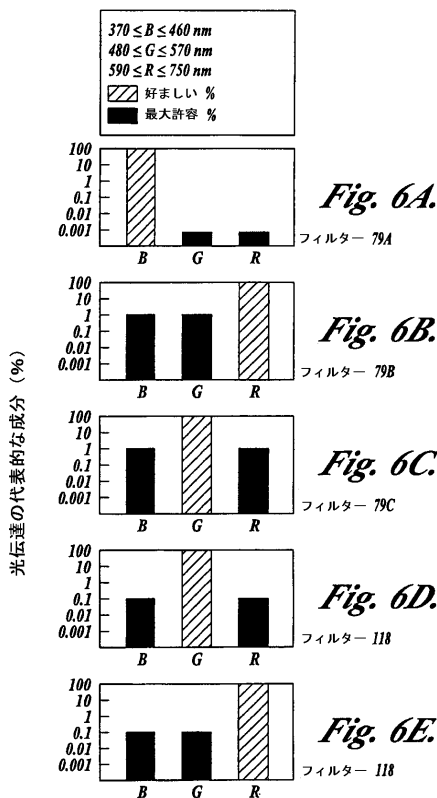 370 ≤ B ≤ 460 nm
480 ≤ G ≤ 570 nm
590 ≤ R ≤ 750 nm
好ましい %
最大許容 %
光伝達の代表的な成分 (%)
100
10
1
0.1
0.01
0.001
B G R
Fig. 6A.
フィルター 79A
100
10
1
0.1
0.01
0.001
B G R
Fig. 6B.
フィルター 79B
100
10
1
0.1
0.01
0.001
B G R
Fig. 6C.
フィルター 79C
100
10
1
0.1
0.01
0.001
B G R
Fig. 6D.
フィルター 118
100
10
1
0.1
0.01
0.001
B G R
Fig. 6E.
フィルター 118